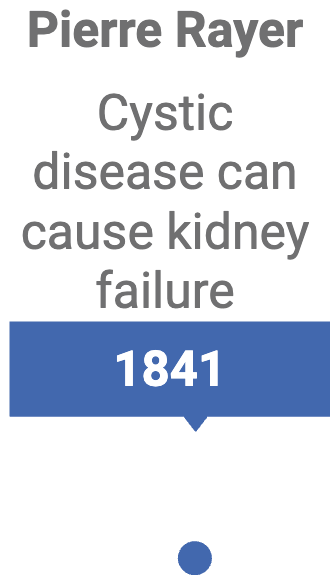 Pierre Rayer
Cystic
disease can
cause kidney
failure
1841